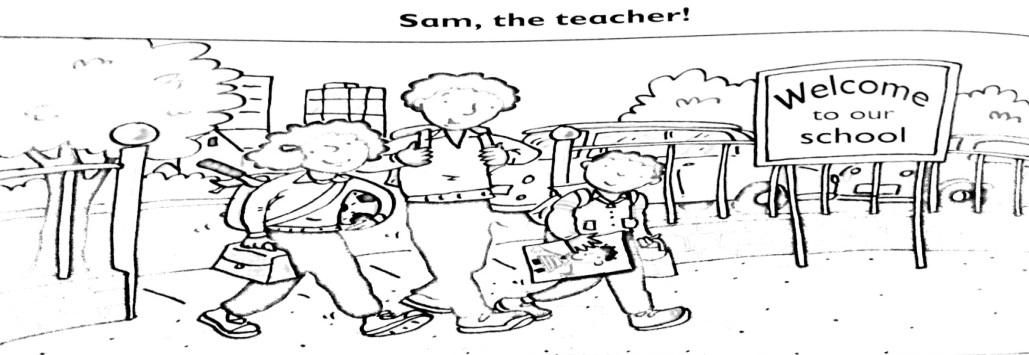 Sam, the teacher!
Welcome
to our
school